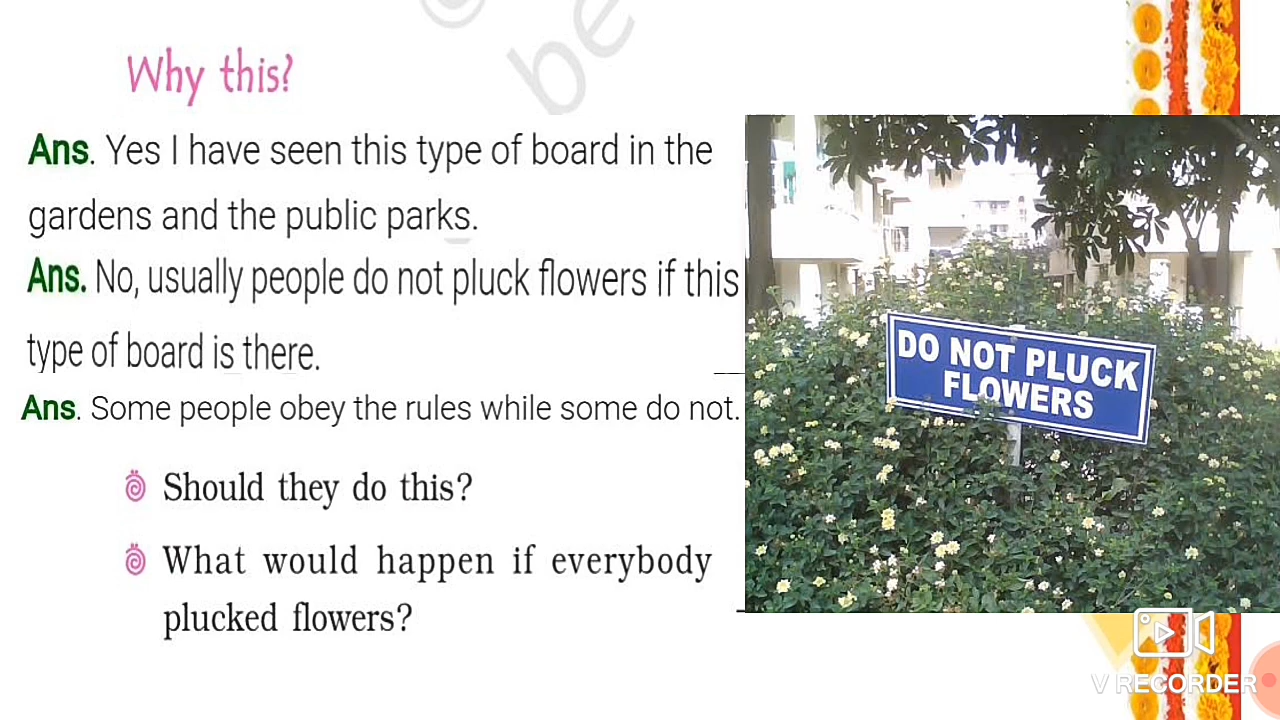 be
Why this?
Ans. Yes I have seen this type of board in the
gardens and the public parks.
Ans. No, usually people do not pluck flowers if this
type of board is there.
Ans. Some people obey the rules while some do not.
Should they do this?
What would happen if everybody
plucked flowers?
DO NOT PLUCK
FLOWERS
V RECORDER